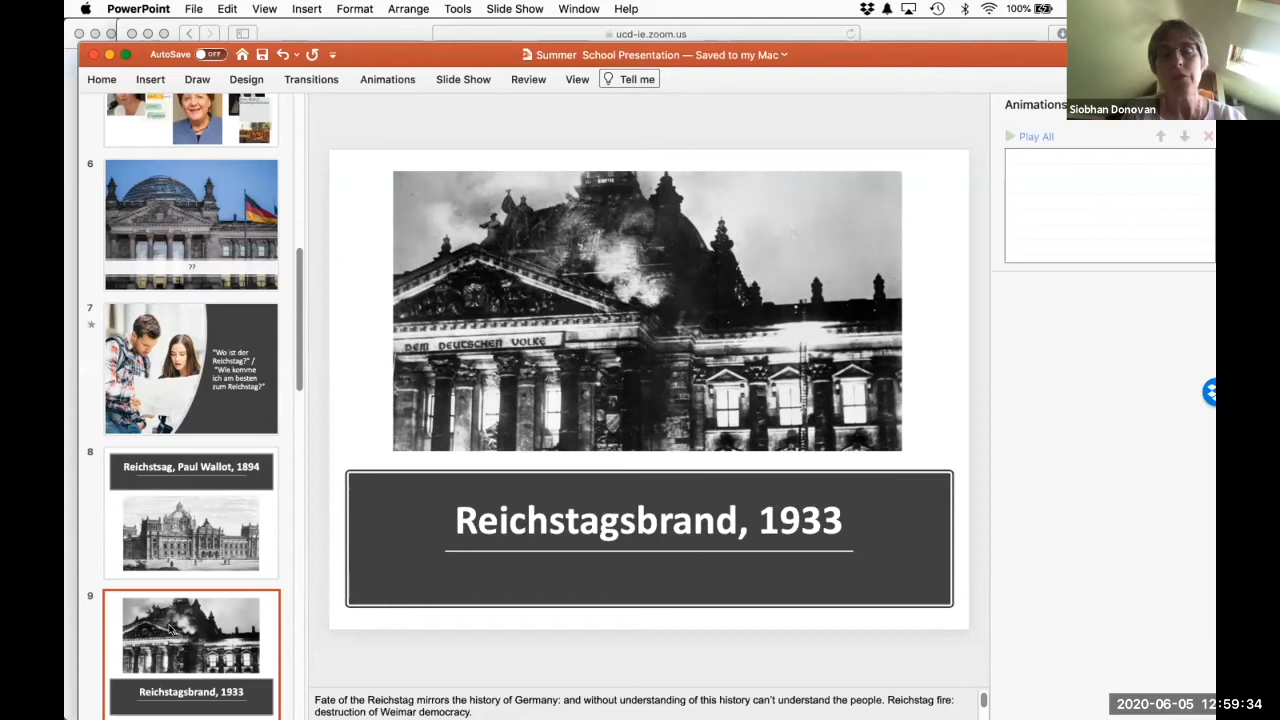 PowerPoint File Edit View Insert Format Arrange Tools Slide Show Window Help 100%
ucd-ie.zoom.us
AutoSave OFF Summer School Presentation — Saved to my Mac
Home Insert Draw Design Transitions Animations Slide Show Review View Tell me
Siobhan Donovan
Animations
Play All
6
??
7
"Wo ist der
Reichstag?" /
"Wie komme
ich am besten
zum Reichstag?"
8
Reichstsag, Paul Wallot, 1894
9
Reichstagsbrand, 1933
DEM DEUTSCHEN VOLKE
Reichstagsbrand, 1933
Fate of the Reichstag mirrors the history of Germany: and without understanding of this history can't understand the people. Reichstag fire:
destruction of Weimar democracy.
2020-06-05 12:59:34